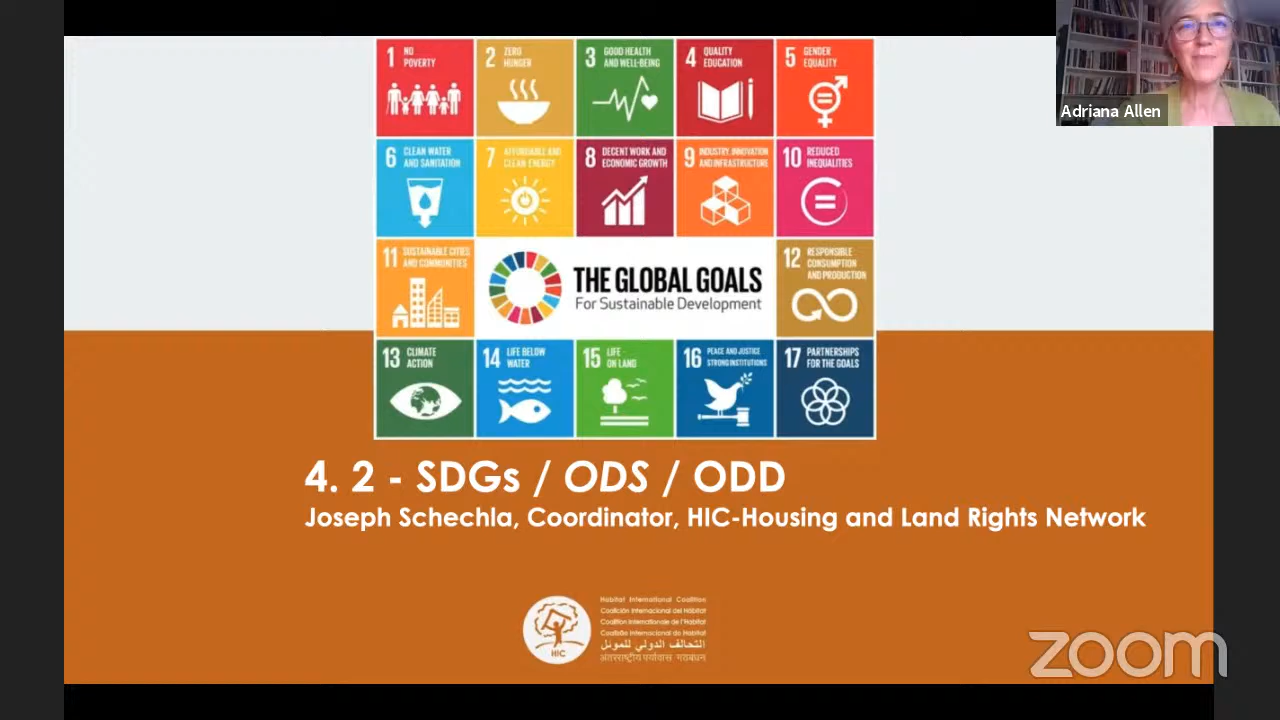 1 NO
POVERTY
2 ZERO
HUNGER
3 GOOD HEALTH
AND WELL-BEING
4 QUALITY
EDUCATION
5 GENDER
EQUALITY
Adriana Allen
6 CLEAN WATER
AND SANITATION
7 AFFORDABLE AND
CLEAN ENERGY
8 DECENT WORK AND
ECONOMIC GROWTH
9 INDUSTRY, INNOVATION
AND INFRASTRUCTURE
10 REDUCED
INEQUALITIES
11 SUSTAINABLE CITIES
AND COMMUNITIES
THE GLOBAL GOALS
For Sustainable Development
12 RESPONSIBLE
CONSUMPTION
AND PRODUCTION
13 CLIMATE
ACTION
14 LIFE BELOW
WATER
15 LIFE
ON LAND
16 PEACE AND JUSTICE
STRONG INSTITUTIONS
17 PARTNERSHIPS
FOR THE GOALS
4. 2 - SDGs / ODS / ODD
Joseph Schechla, Coordinator, HIC-Housing and Land Rights Network
HIC
Habitat International Coalition
Coalición Internacional del Hábitat
Coalition Internationale de l'Habitat
Coalisão Internacional do Habitat
التحالف الدولي للموئل
अंतरराष्ट्रीय पर्यावास गठबंधन
zoom